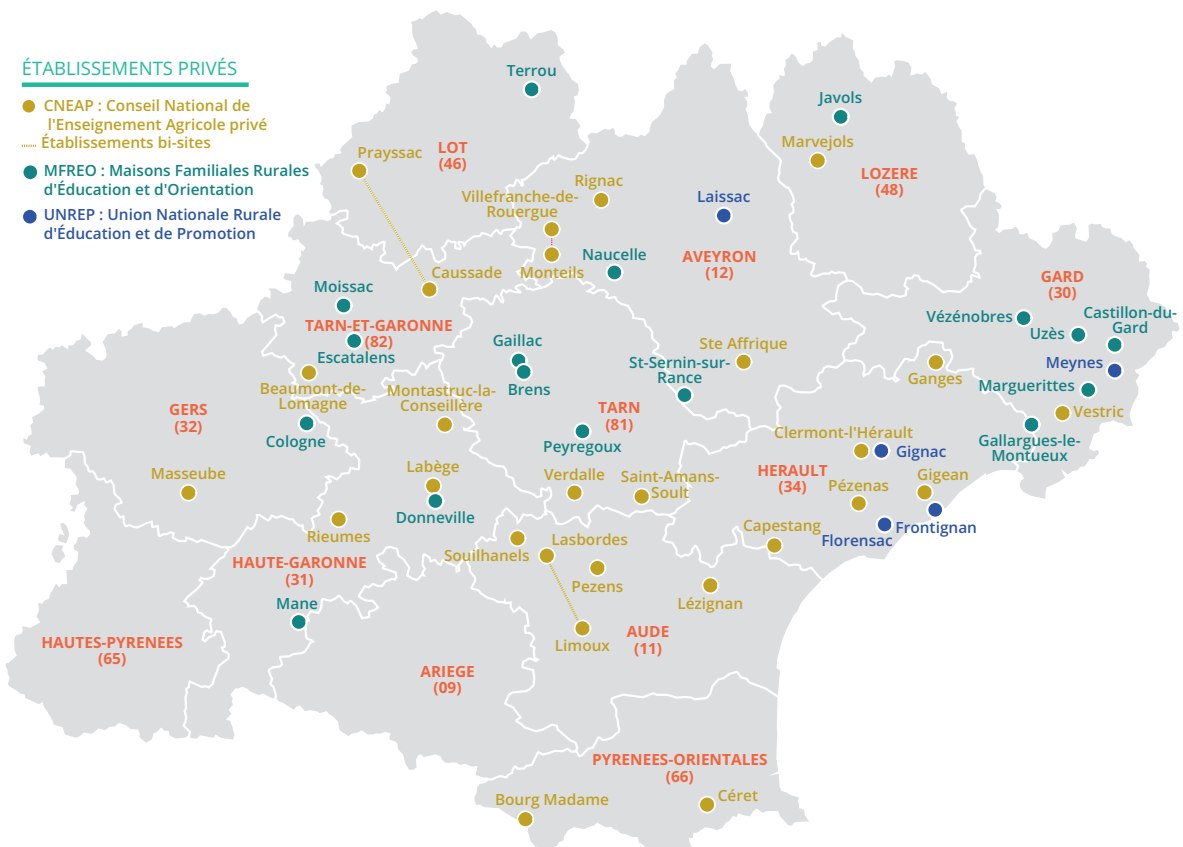 ÉTABLISSEMENTS PRIVÉS
CNEAP : Conseil National de
l'Enseignement Agricole privé
Établissements bi-sites
MFREO : Maisons Familiales Rurales
d'Éducation et d'Orientation
UNREP : Union Nationale Rurale
d'Éducation et de Promotion
Terrou
Javols
Marvejols
Prayssac
LOT
(46)
LOZERE
(48)
Rignac
Villefranche-de-
Rouergue
Laissac
Naucelle
Monteils
AVEYRON
(12)
Caussade
Moissac
TARN-ET-GARONNE
(82)
Escatalens
GARD
(30)
Vézénobres
Castillon-du-
Gard
Uzès
Meynes
Marguerittes
Vestric
Gallargues-le-
Montueux
Ganges
Ste Affrique
St-Sernin-sur-
Rance
Gaillac
Brens
Beaumont-de-
Lomagne
Montastruc-la-
Conseillère
GERS
(32)
Cologne
TARN
(81)
Peyregoux
Clermont-l'Hérault
Gignac
HERAULT
(34)
Gigean
Pézenas
Masseube
Labège
Donneville
Verdalle
Saint-Amans-
Soult
Capestang
Florensac
Frontignan
Rieumes
Souilhanels
Lasbordes
Pezens
Lézignan
HAUTE-GARONNE
(31)
Mane
Limoux
AUDE
(11)
HAUTES-PYRENEES
(65)
ARIEGE
(09)
PYRENEES-ORIENTALES
(66)
Bourg Madame
Céret